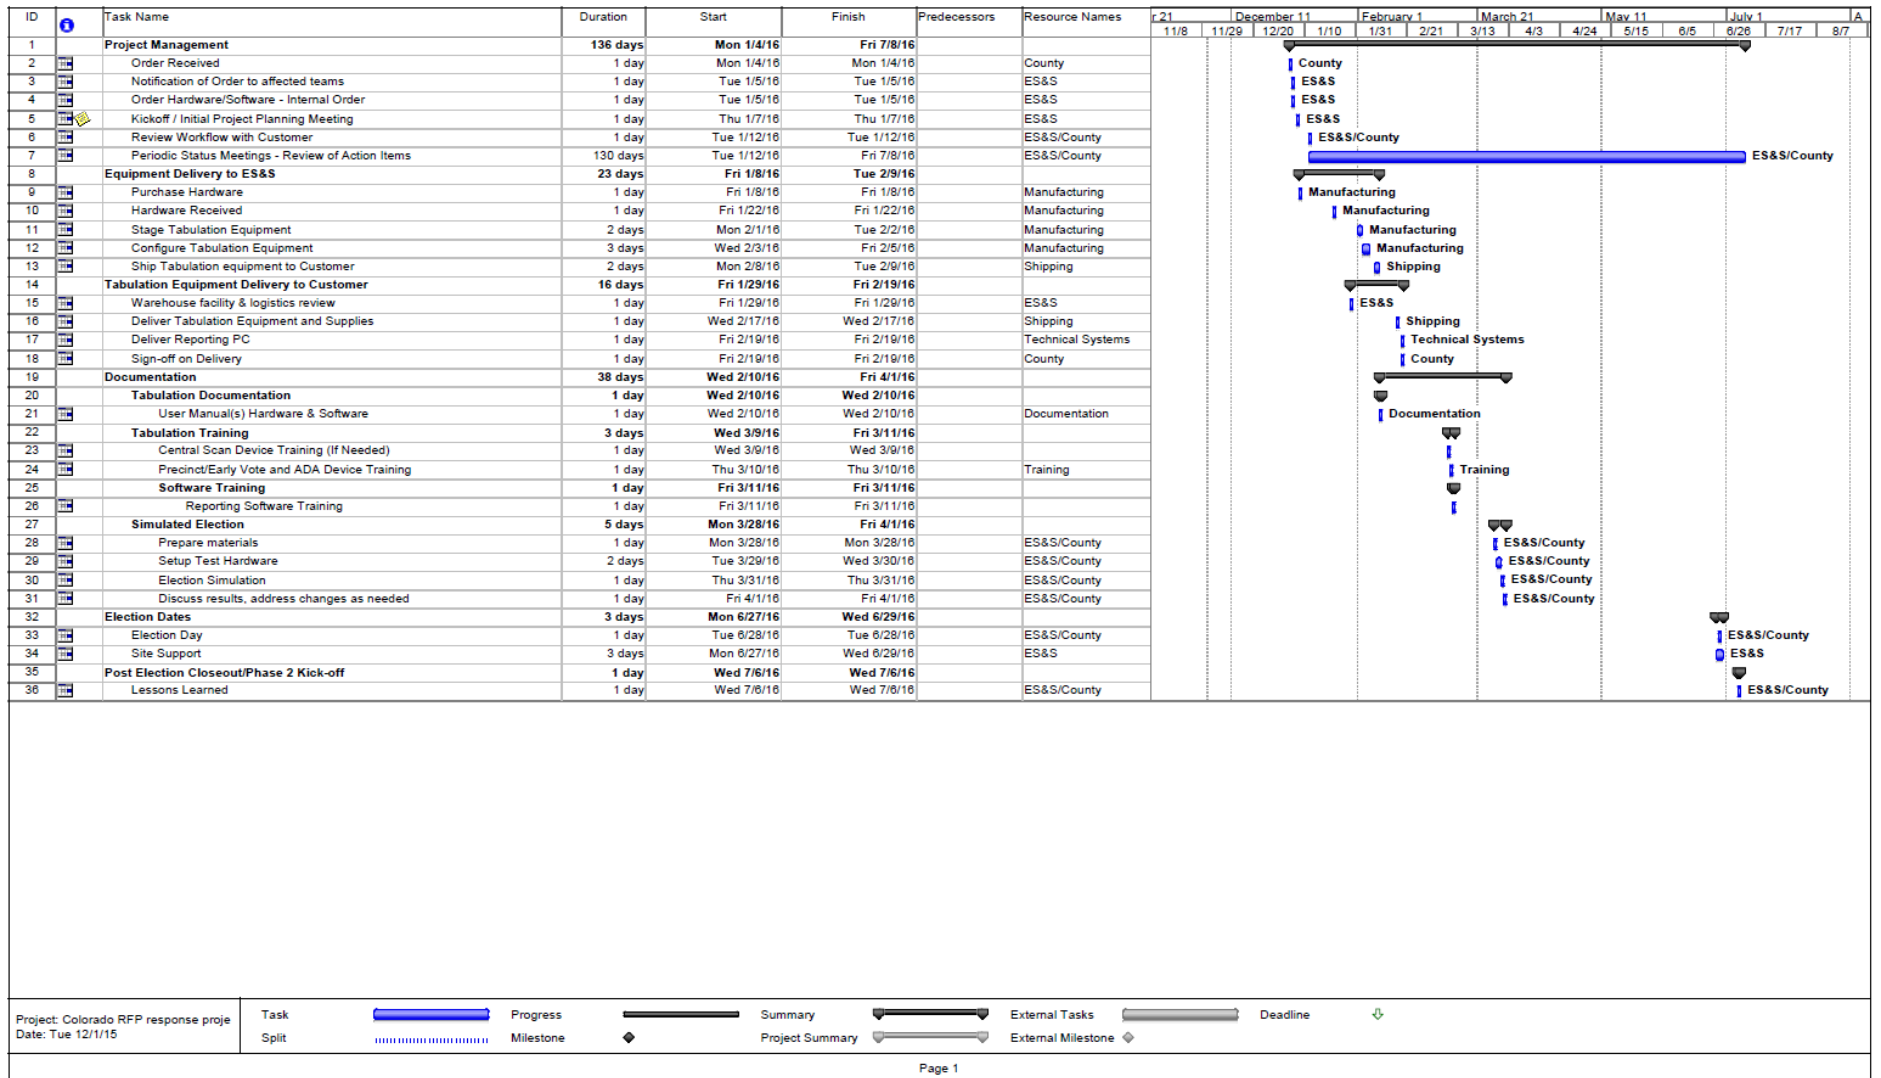 ID Task Name Duration Start Finish Predecessors Resource Names r 21 December 11 February 1 March 21 May 11 July 1 A
11/8 11/29 12/20 1/10 1/31 2/21 3/13 4/3 4/24 5/15 6/5 6/26 7/17 8/7
1 Project Management 136 days Mon 1/4/16 Fri 7/8/16
2 Order Received 1 day Mon 1/4/16 Mon 1/4/16 County County
3 Notification of Order to affected teams 1 day Tue 1/5/16 Tue 1/5/16 ES&S ES&S
4 Order Hardware/Software - Internal Order 1 day Tue 1/5/16 Tue 1/5/16 ES&S ES&S
5 Kickoff / Initial Project Planning Meeting 1 day Thu 1/7/16 Thu 1/7/16 ES&S ES&S
6 Review Workflow with Customer 1 day Tue 1/12/16 Tue 1/12/16 ES&S/County ES&S/County
7 Periodic Status Meetings - Review of Action Items 130 days Tue 1/12/16 Fri 7/8/16 ES&S/County ES&S/County
8 Equipment Delivery to ES&S 23 days Fri 1/8/16 Tue 2/9/16
9 Purchase Hardware 1 day Fri 1/8/16 Fri 1/8/16 Manufacturing Manufacturing
10 Hardware Received 1 day Fri 1/22/16 Fri 1/22/16 Manufacturing Manufacturing
11 Stage Tabulation Equipment 2 days Mon 2/1/16 Tue 2/2/16 Manufacturing Manufacturing
12 Configure Tabulation Equipment 3 days Wed 2/3/16 Fri 2/5/16 Manufacturing Manufacturing
13 Ship Tabulation equipment to Customer 2 days Mon 2/8/16 Tue 2/9/16 Shipping Shipping
14 Tabulation Equipment Delivery to Customer 16 days Fri 1/29/16 Fri 2/19/16
15 Warehouse facility & logistics review 1 day Fri 1/29/16 Fri 1/29/16 ES&S ES&S
16 Deliver Tabulation Equipment and Supplies 1 day Wed 2/17/16 Wed 2/17/16 Shipping Shipping
17 Deliver Reporting PC 1 day Fri 2/19/16 Fri 2/19/16 Technical Systems Technical Systems
18 Sign-off on Delivery 1 day Fri 2/19/16 Fri 2/19/16 County County
19 Documentation 38 days Wed 2/10/16 Fri 4/1/16
20 Tabulation Documentation 1 day Wed 2/10/16 Wed 2/10/16
21 User Manual(s) Hardware & Software 1 day Wed 2/10/16 Wed 2/10/16 Documentation Documentation
22 Tabulation Training 3 days Wed 3/9/16 Fri 3/11/16
23 Central Scan Device Training (If Needed) 1 day Wed 3/9/16 Wed 3/9/16
24 Precinct/Early Vote and ADA Device Training 1 day Thu 3/10/16 Thu 3/10/16 Training Training
25 Software Training 1 day Fri 3/11/16 Fri 3/11/16
26 Reporting Software Training 1 day Fri 3/11/16 Fri 3/11/16
27 Simulated Election 5 days Mon 3/28/16 Fri 4/1/16
28 Prepare materials 1 day Mon 3/28/16 Mon 3/28/16 ES&S/County ES&S/County
29 Setup Test Hardware 2 days Tue 3/29/16 Wed 3/30/16 ES&S/County ES&S/County
30 Election Simulation 1 day Thu 3/31/16 Thu 3/31/16 ES&S/County ES&S/County
31 Discuss results, address changes as needed 1 day Fri 4/1/16 Fri 4/1/16 ES&S/County ES&S/County
32 Election Dates 3 days Mon 6/27/16 Wed 6/29/16
33 Election Day 1 day Tue 6/28/16 Tue 6/28/16 ES&S/County ES&S/County
34 Site Support 3 days Mon 6/27/16 Wed 6/29/16 ES&S ES&S
35 Post Election Closeout/Phase 2 Kick-off 1 day Wed 7/6/16 Wed 7/6/16
36 Lessons Learned 1 day Wed 7/6/16 Wed 7/6/16 ES&S/County ES&S/County
Project: Colorado RFP response proje
Date: Tue 12/1/15
Task Progress Summary External Tasks Deadline
Split Milestone Project Summary External Milestone
Page 1